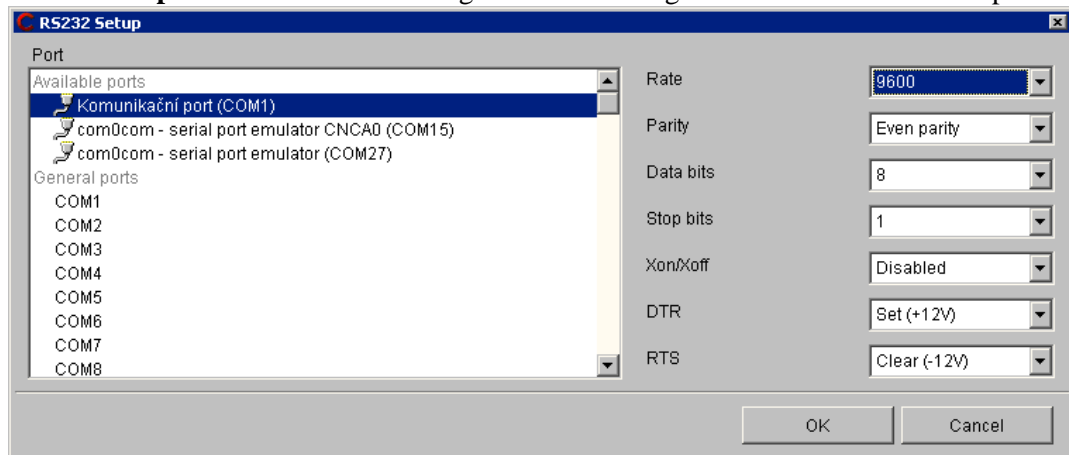 RS232 Setup
Port
Available ports
Komunikační port (COM1)
com0com - serial port emulator CNCA0 (COM15)
com0com - serial port emulator (COM27)
General ports
COM1
COM2
COM3
COM4
COM5
COM6
COM7
COM8
Rate 9600
Parity Even parity
Data bits 8
Stop bits 1
Xon/Xoff Disabled
DTR Set (+12V)
RTS Clear (-12V)
OK Cancel